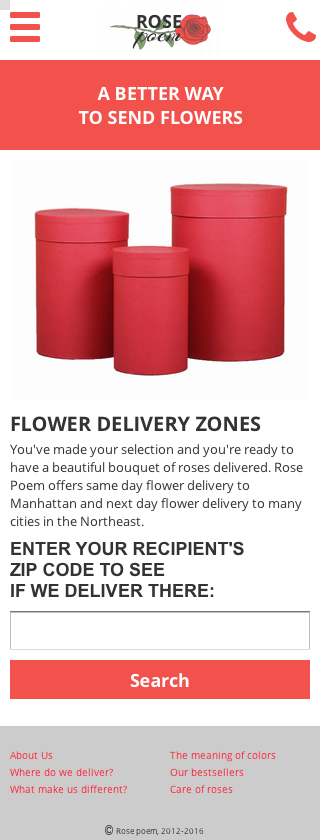 ROSE
poem
A BETTER WAY
TO SEND FLOWERS
FLOWER DELIVERY ZONES
You've made your selection and you're ready to
have a beautiful bouquet of roses delivered. Rose
Poem offers same day flower delivery to
Manhattan and next day flower delivery to many
cities in the Northeast.
ENTER YOUR RECIPIENT'S
ZIP CODE TO SEE
IF WE DELIVER THERE:
Search
About Us
Where do we deliver?
What make us different?
The meaning of colors
Our bestsellers
Care of roses
© Rose poem, 2012-2016